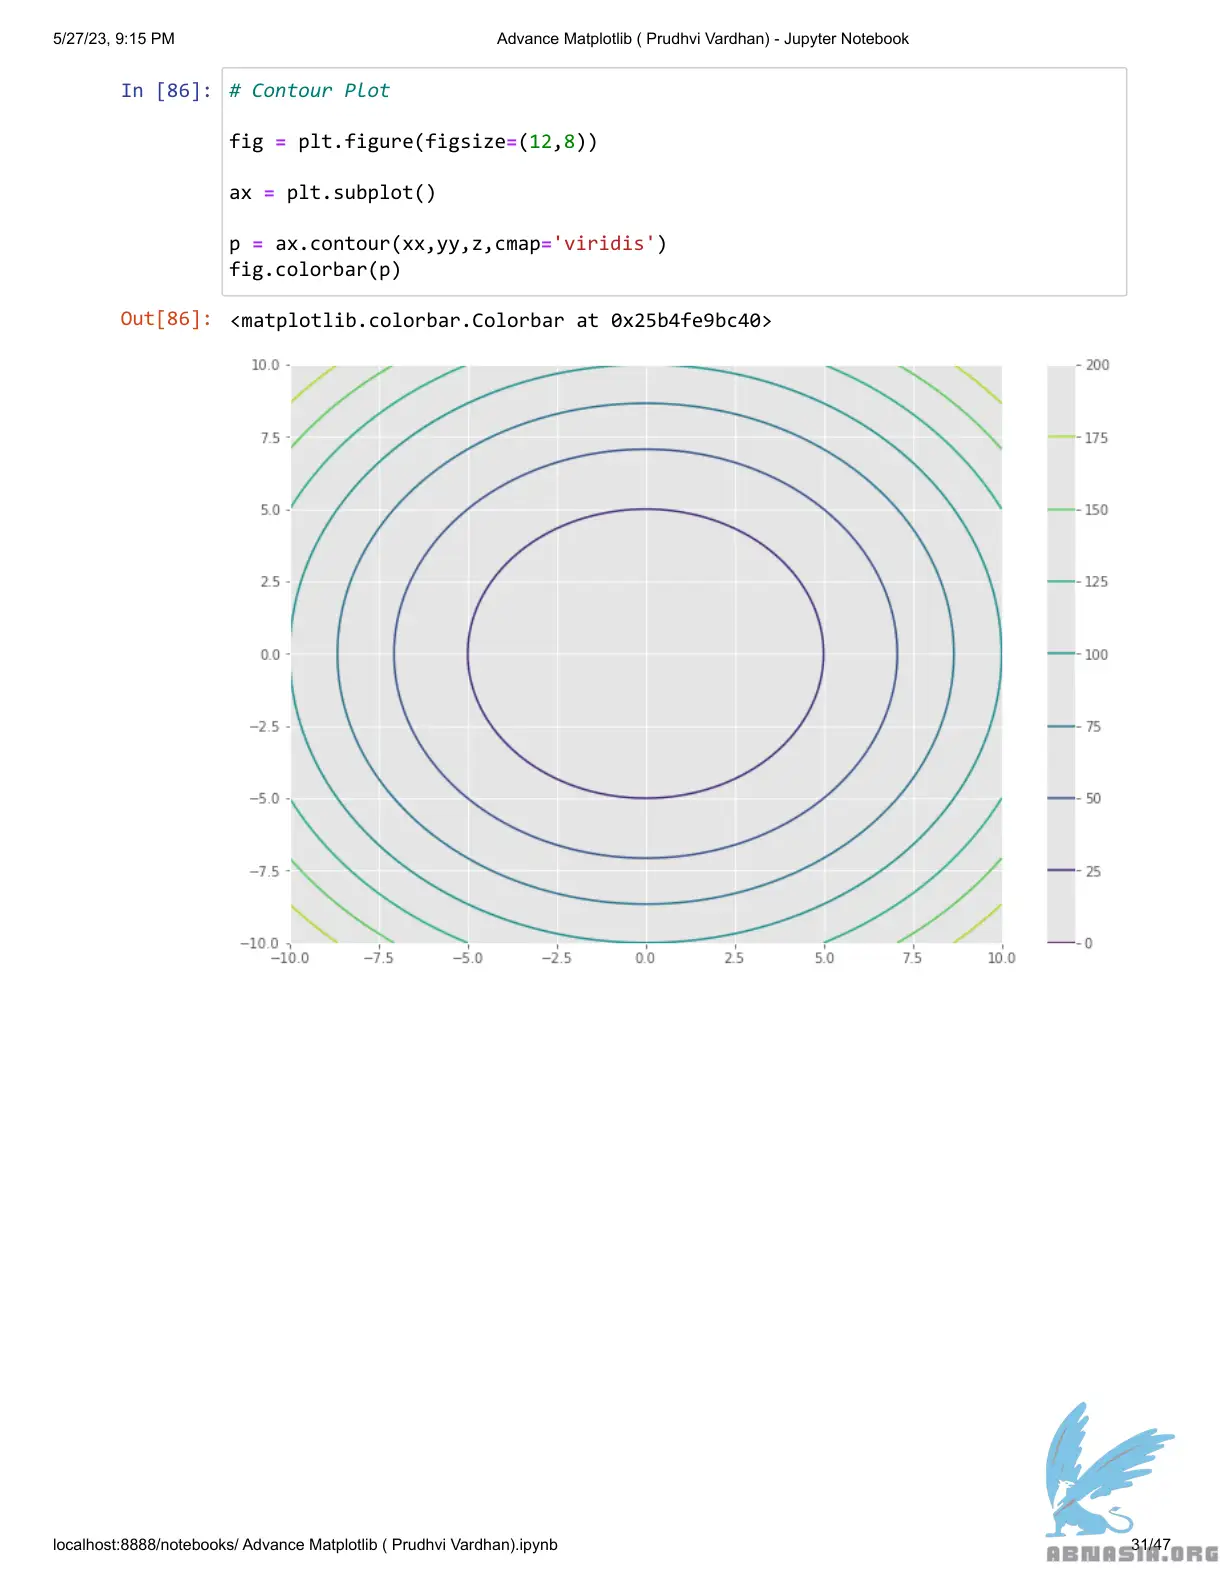 5/27/23, 9:15 PM
Advance Matplotlib ( Prudhvi Vardhan) - Jupyter Notebook
In [86]:
# Contour Plot
fig = plt.figure(figsize=(12,8))
ax = plt.subplot()
p = ax.contour(xx,yy,z,cmap='viridis')
fig.colorbar(p)
Out[86]:
<matplotlib.colorbar.Colorbar at 0x25b4fe9bc40>
10.0
7.5
5.0
2.5
0.0
−2.5
−5.0
−7.5
−10.0
−10.0 −7.5 −5.0 −2.5 0.0 2.5 5.0 7.5 10.0
200
175
150
125
100
75
50
25
0
localhost:8888/notebooks/ Advance Matplotlib ( Prudhvi Vardhan).ipynb
31/47
ABNASIA.ORG